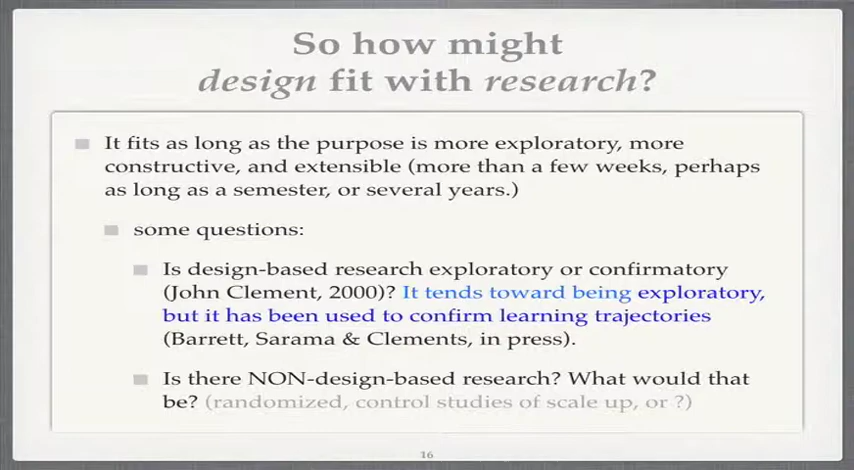 So how might
design fit with research?
It fits as long as the purpose is more exploratory, more
constructive, and extensible (more than a few weeks, perhaps
as long as a semester, or several years.)
some questions:
Is design-based research exploratory or confirmatory
(John Clement, 2000)? It tends toward being exploratory,
but it has been used to confirm learning trajectories
(Barrett, Sarama & Clements, in press).
Is there NON-design-based research? What would that
be? (randomized, control studies of scale up, or ?)
16